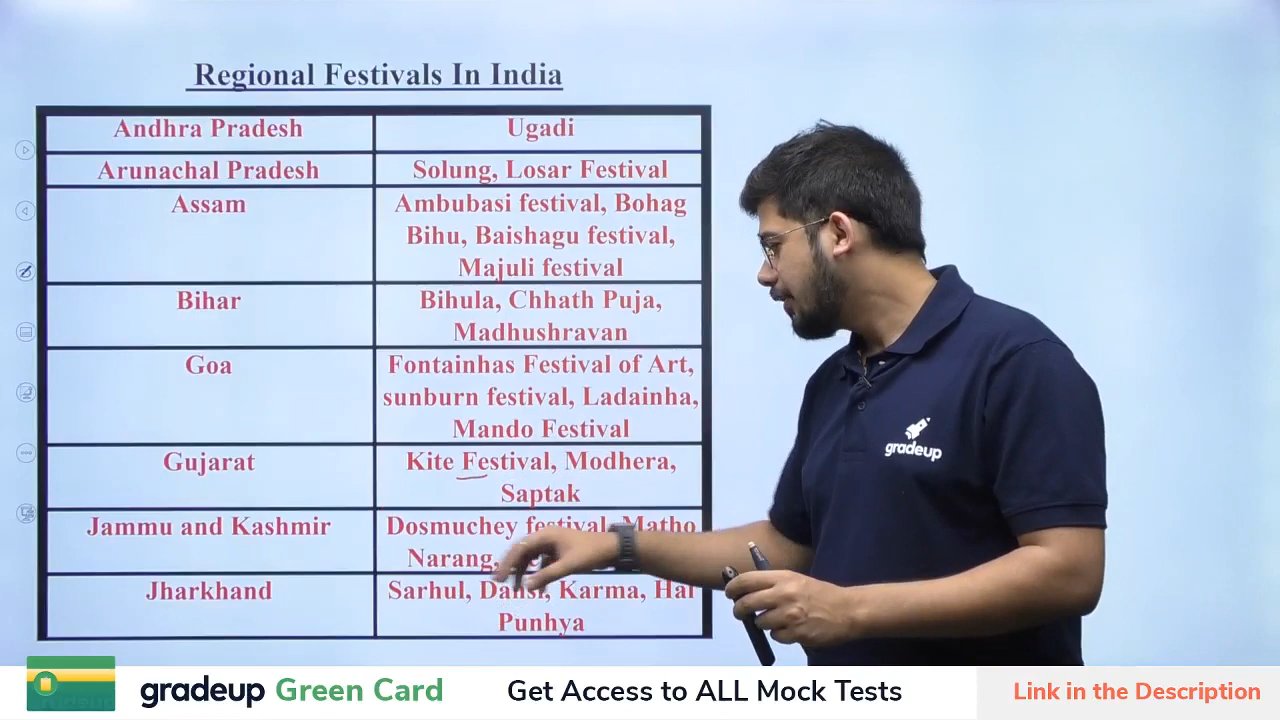 Regional Festivals In India
Andhra Pradesh
Ugadi
Arunachal Pradesh
Solung, Losar Festival
Assam
Ambubasi festival, Bohag
Bihu, Baishagu festival,
Majuli festival
Bihar
Bihula, Chhath Puja,
Madhushravan
Goa
Fontainhas Festival of Art,
sunburn festival, Ladainha,
Mando Festival
Gujarat
Kite Festival, Modhera,
Saptak
Jammu and Kashmir
Dosmuchey festival, Matho
Narang,
Jharkhand
Sarhul, Karma, Hal
Punhya
gradeup
gradeup Green Card
Get Access to ALL Mock Tests
Link in the Description